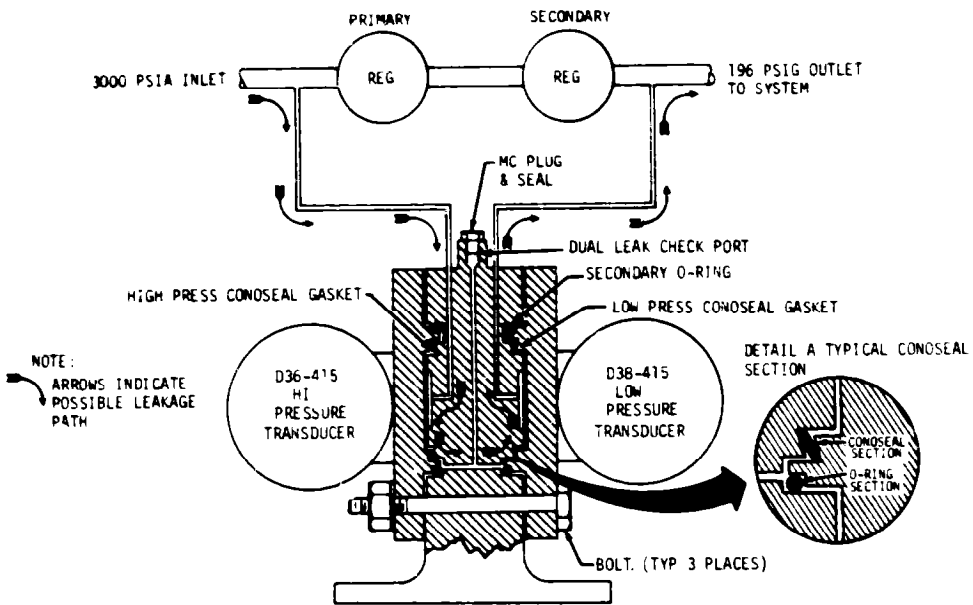 PRIMARY
SECONDARY
3000 PSIA INLET
REG
REG
196 PSIG OUTLET
TO SYSTEM
MC PLUG
& SEAL
DUAL LEAK CHECK PORT
SECONDARY O-RING
HIGH PRESS CONOSEAL GASKET
LOW PRESS CONOSEAL GASKET
NOTE:
ARROWS INDICATE
POSSIBLE LEAKAGE
PATH
D36-415
HI
PRESSURE
TRANSDUCER
D38-415
LOW
PRESSURE
TRANSDUCER
DETAIL A TYPICAL CONOSEAL
SECTION
CONOSEAL
SECTION
O-RING
SECTION
BOLT. (TYP 3 PLACES)